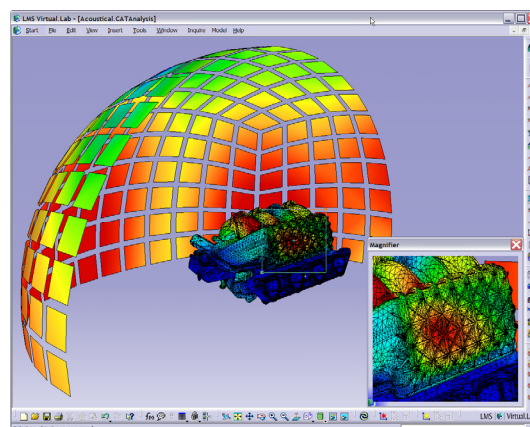 LMS Virtual.Lab - [Acoustical.CATAnalysis]
Start File Edit View Insert Tools Window Inquire Model Help
Magnifier
LMS Virtual.L